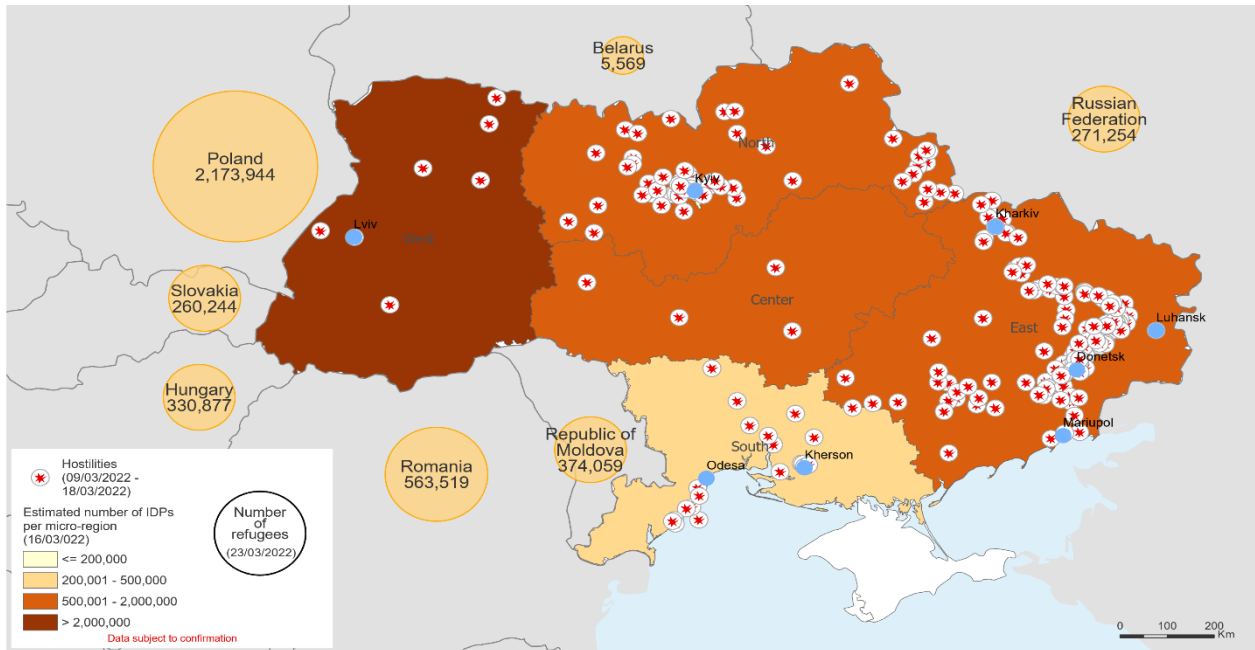 Belarus
5,569
Russian
Federation
271,254
Poland
2,173,944
North
Kyiv
Kharkiv
Lviv
West
Slovakia
260,244
Center
East
Luhansk
Donetsk
Hungary
330,877
Mariupol
Republic of
Moldova
374,059
South
Kherson
Odesa
Romania
563,519
Hostilities
(09/03/2022 -
18/03/2022)
Estimated number of IDPs
per micro-region
(16/03/022)
<= 200,000
200,001 - 500,000
500,001 - 2,000,000
> 2,000,000
Data subject to confirmation
Number
of
refugees
(23/03/2022)
0 100 200
Km